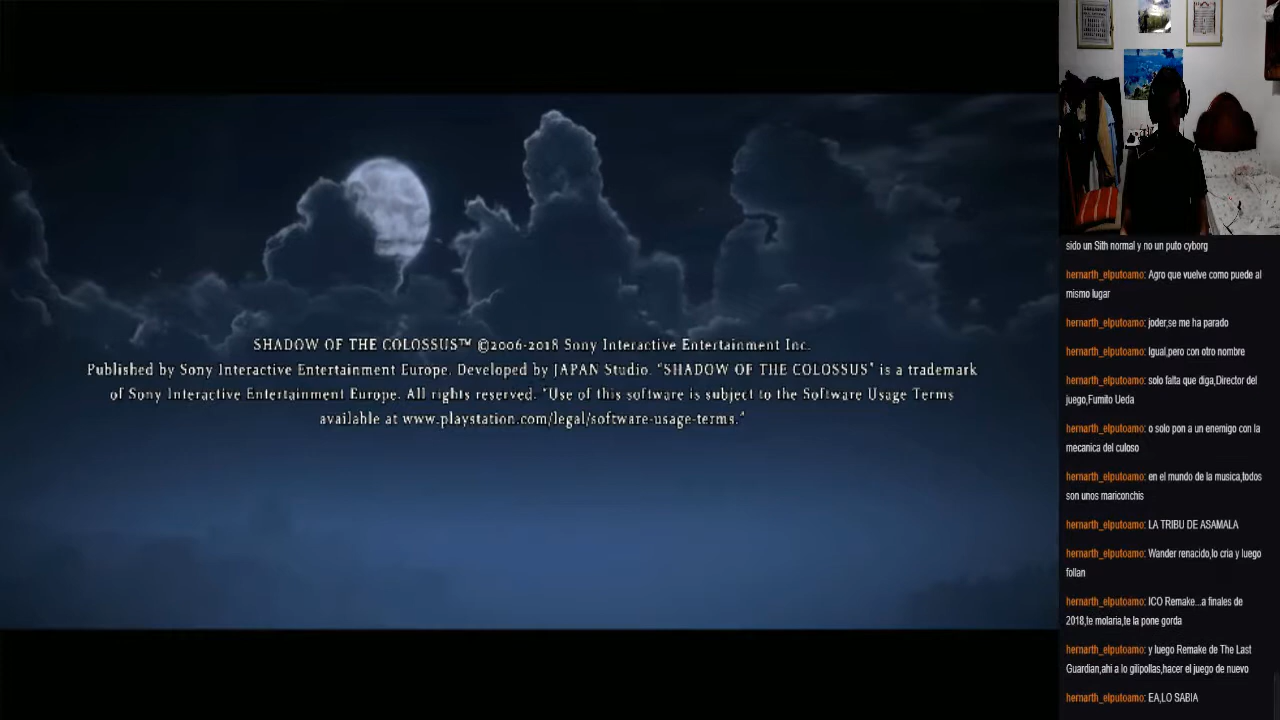 SHADOW OF THE COLOSSUS™ ©2006-2018 Sony Interactive Entertainment Inc.
Published by Sony Interactive Entertainment Europe. Developed by JAPAN Studio. "SHADOW OF THE COLOSSUS" is a trademark
of Sony Interactive Entertainment Europe. All rights reserved. "Use of this software is subject to the Software Usage Terms
available at www.playstation.com/legal/software-usage-terms."
sido un Sith normal y no un puto cyborg
hernarth_elputoamo: Agro que vuelve como puede al
mismo lugar
hernarth_elputoamo: joder,se me ha parado
hernarth_elputoamo: Igual,pero con otro nombre
hernarth_elputoamo: solo falta que diga,Director del
juego,Fumito Ueda
hernarth_elputoamo: o solo pon a un enemigo con la
mecanica del culoso
hernarth_elputoamo: en el mundo de la musica,todos
son unos mariconchis
hernarth_elputoamo: LA TRIBU DE ASAMALA
hernarth_elputoamo: Wander renacido,lo cria y luego
follan
hernarth_elputoamo: ICO Remake...a finales de
2018,te molaria,te la pone gorda
hernarth_elputoamo: y luego Remake de The Last
Guardian,ahi a lo gilipollas,hacer el juego de nuevo
hernarth_elputoamo: EA,LO SABIA